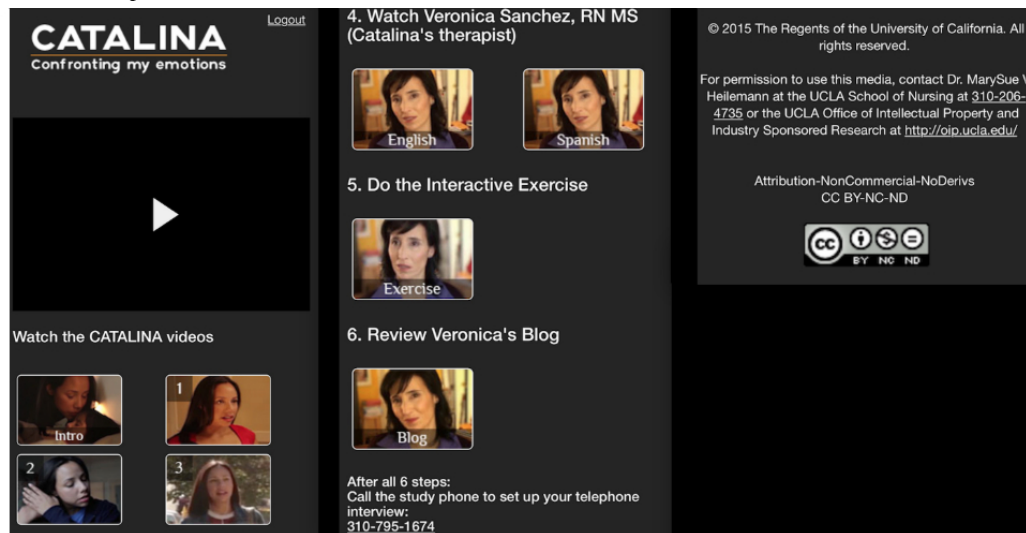 Logout
CATALINA
Confronting my emotions
Watch the CATALINA videos
Intro
1
2
3
4. Watch Veronica Sanchez, RN MS
(Catalina's therapist)
English
Spanish
5. Do the Interactive Exercise
Exercise
6. Review Veronica's Blog
Blog
After all 6 steps:
Call the study phone to set up your telephone
interview:
310-795-1674
© 2015 The Regents of the University of California. All
rights reserved.
For permission to use this media, contact Dr. MarySue V
Heilemann at the UCLA School of Nursing at 310-206-
4735 or the UCLA Office of Intellectual Property and
Industry Sponsored Research at http://oip.ucla.edu/
Attribution-NonCommercial-NoDerivs
CC BY-NC-ND
cc
BY NC ND